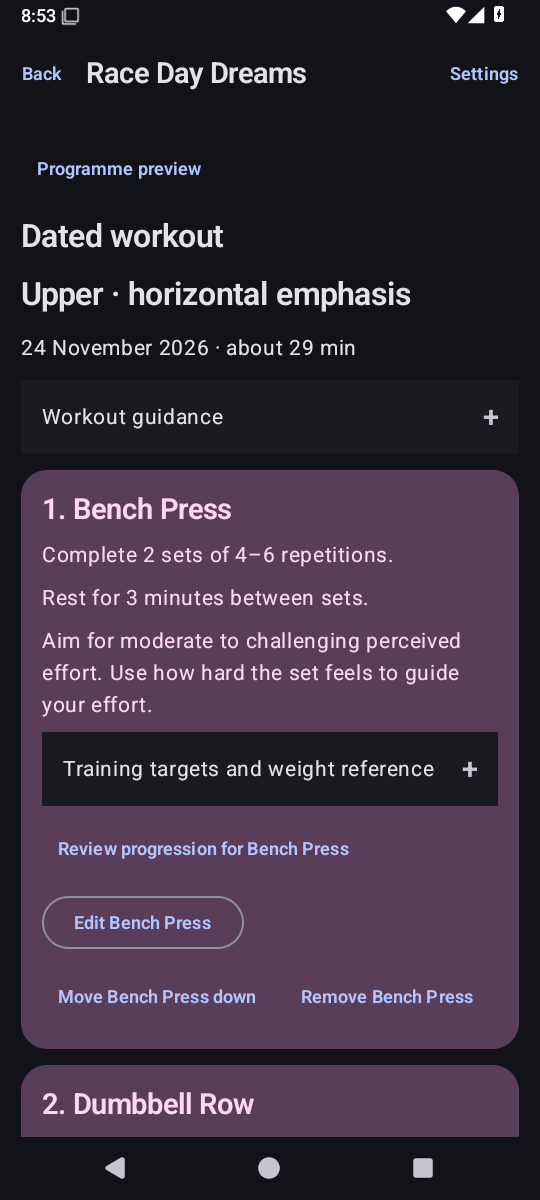 8:53
Back Race Day Dreams Settings
Programme preview
Dated workout
Upper · horizontal emphasis
24 November 2026 · about 29 min
Workout guidance +
1. Bench Press
Complete 2 sets of 4–6 repetitions.
Rest for 3 minutes between sets.
Aim for moderate to challenging perceived
effort. Use how hard the set feels to guide
your effort.
Training targets and weight reference +
Review progression for Bench Press
Edit Bench Press
Move Bench Press down Remove Bench Press
2. Dumbbell Row